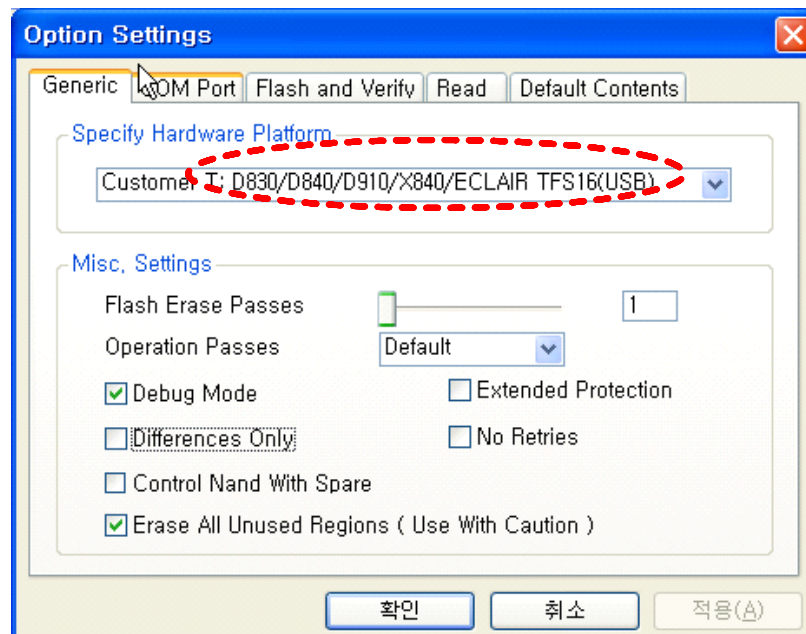 Option Settings
Generic
COM Port
Flash and Verify
Read
Default Contents
Specify Hardware Platform
Customer T: D830/D840/D910/X840/ECLAIR TFS16(USB)
Misc, Settings
Flash Erase Passes
1
Operation Passes
Default
Debug Mode
Extended Protection
Differences Only
No Retries
Control Nand With Spare
Erase All Unused Regions ( Use With Caution )
확인
취소
적용(A)